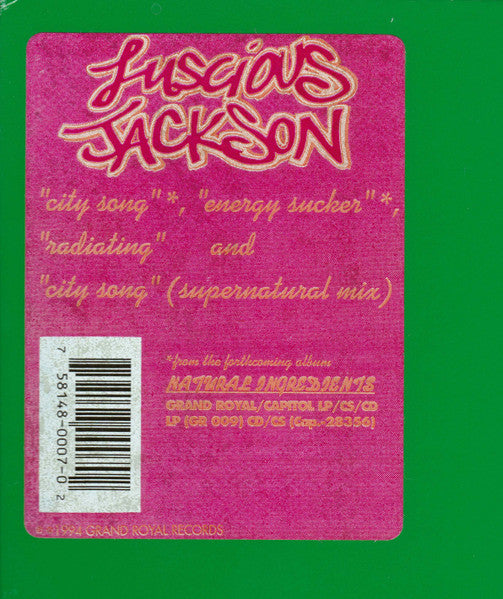 Luscious
JACKSON
"city song"*, "energy sucker"*,
"radiating" and
"city song" (supernatural mix)
*from the forthcoming album
NATURAL INGREDIENTS
GRAND ROYAL/CAPITOL LP/CS/CD
LP (GR 009) CD/CS (Cap.-28356)
7 58148-0007-0 2
1994 GRAND ROYAL RECORDS